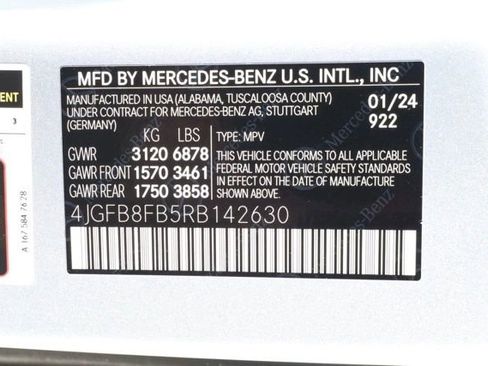 MFD BY MERCEDES-BENZ U.S. INTL., INC
MANUFACTURED IN USA (ALABAMA, TUSCALOOSA COUNTY)
UNDER CONTRACT FOR MERCEDES-BENZ AG, STUTTGART
(GERMANY)
01/24
922
KG LBS
TYPE: MPV
GVWR 3120 6878
GAWR FRONT 1570 3461
GAWR REAR 1750 3858
THIS VEHICLE CONFORMS TO ALL APPLICABLE
FEDERAL MOTOR VEHICLE SAFETY STANDARDS
IN EFFECT ON THE DATE OF MANUFACTURE
SHOWN ABOVE.
4JGFB8FB5RB142630
3
A 167 584 76 28
Mercedes-Benz